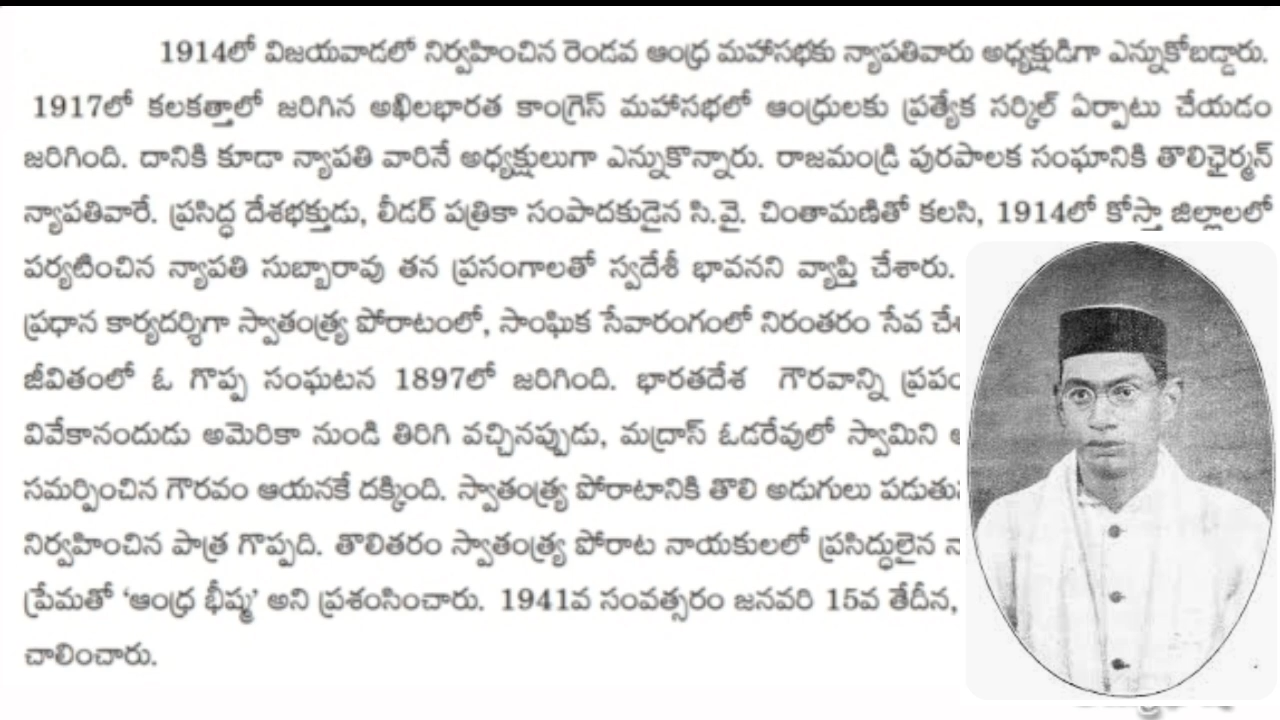 1914లో విజయవాడలో నిర్వహించిన రెండవ ఆంధ్ర మహాసభకు న్యాపతివారు అధ్యక్షుడిగా ఎన్నుకోబడ్డారు.
1917లో కలకత్తాలో జరిగిన అఖిలభారత కాంగ్రెస్ మహాసభలో ఆంధ్రులకు ప్రత్యేక సర్కిల్ ఏర్పాటు చేయడం
జరిగింది. దానికి కూడా న్యాపతి వారినే అధ్యక్షులుగా ఎన్నుకొన్నారు. రాజమండ్రి పురపాలక సంఘానికి తొలిఛైర్మన్
న్యాపతివారే. ప్రసిద్ధ దేశభక్తుడు, లీడర్ పత్రికా సంపాదకుడైన సి.వై. చింతామణితో కలసి, 1914లో కోస్తా జిల్లాలలో
పర్యటించిన న్యాపతి సుబ్బారావు తన ప్రసంగాలతో స్వదేశీ భావనని వ్యాప్తి చేశారు.
ప్రధాన కార్యదర్శిగా స్వాతంత్ర్య పోరాటంలో, సాంఘిక సేవారంగంలో నిరంతరం సేవ
జీవితంలో ఓ గొప్ప సంఘటన 1897లో జరిగింది. భారతదేశ గౌరవాన్ని
వివేకానందుడు అమెరికా నుండి తిరిగి వచ్చినప్పుడు, మద్రాస్ ఓడరేవులో స్వామిని
సమర్పించిన గౌరవం ఆయనకే దక్కింది. స్వాతంత్ర్య పోరాటానికి తొలి అడుగులు
నిర్వహించిన పాత్ర గొప్పది. తొలితరం స్వాతంత్ర్య పోరాట నాయకులలో ప్రసిద్ధులైన
ప్రేమతో ‘ఆంధ్ర భీష్మ’ అని ప్రశంసించారు. 1941వ సంవత్సరం జనవరి 15వ తేదీన,
చాలించారు.